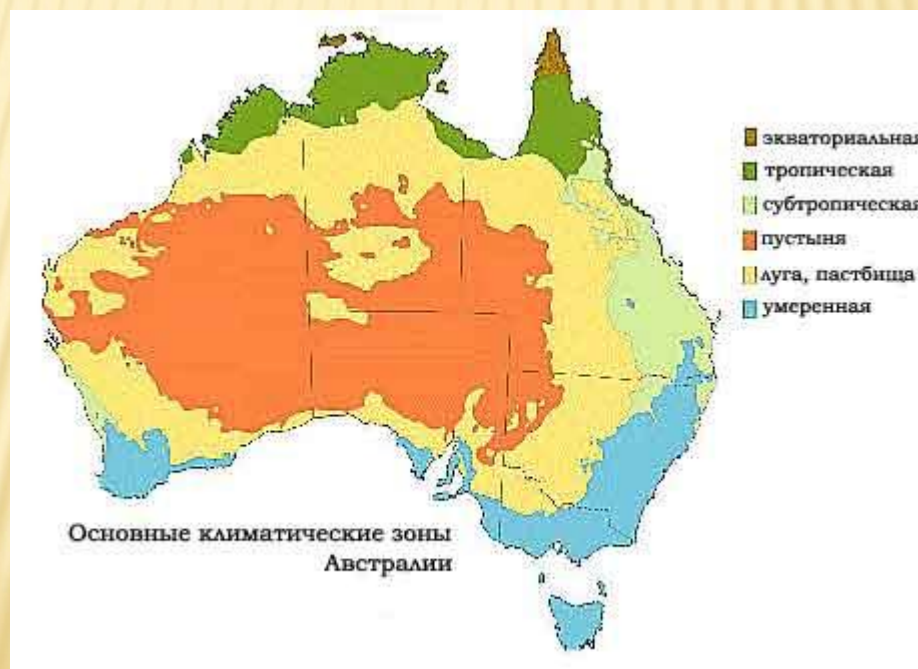 экваториальная
тропическая
субтропическая
пустыня
луга, пастбища
умеренная
Основные климатические зоны
Австралии